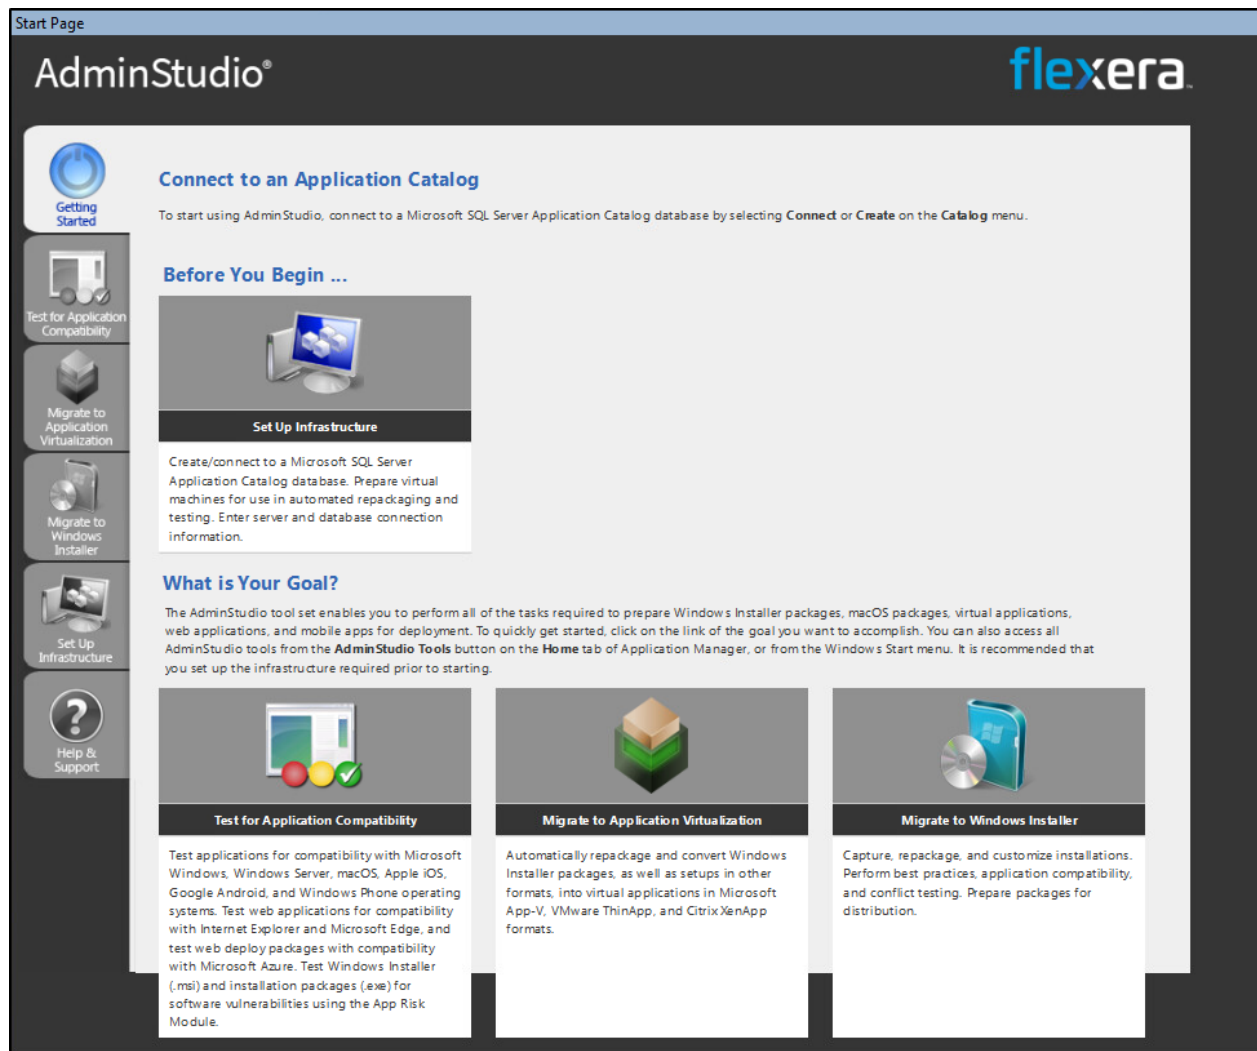 Start Page
AdminStudio®
flexera™
Getting
Started
Test for Application
Compatibility
Migrate to
Application
Virtualization
Migrate to
Windows
Installer
Set Up
Infrastructure
Help &
Support
Connect to an Application Catalog
To start using AdminStudio, connect to a Microsoft SQL Server Application Catalog database by selecting Connect or Create on the Catalog menu.
Before You Begin ...
Set Up Infrastructure
Create/connect to a Microsoft SQL Server
Application Catalog database. Prepare virtual
machines for use in automated repackaging and
testing. Enter server and database connection
information.
What is Your Goal?
The AdminStudio tool set enables you to perform all of the tasks required to prepare Windows Installer packages, macOS packages, virtual applications,
web applications, and mobile apps for deployment. To quickly get started, click on the link of the goal you want to accomplish. You can also access all
AdminStudio tools from the AdminStudio Tools button on the Home tab of Application Manager, or from the Windows Start menu. It is recommended that
you set up the infrastructure required prior to starting.
Test for Application Compatibility
Test applications for compatibility with Microsoft
Windows, Windows Server, macOS, Apple iOS,
Google Android, and Windows Phone operating
systems. Test web applications for compatibility
with Internet Explorer and Microsoft Edge, and
test web deploy packages with compatibility
with Microsoft Azure. Test Windows Installer
(.msi) and installation packages (.exe) for
software vulnerabilities using the App Risk
Module.
Migrate to Application Virtualization
Automatically repackage and convert Windows
Installer packages, as well as setups in other
formats, into virtual applications in Microsoft
App-V, VMware ThinApp, and Citrix XenApp
formats.
Migrate to Windows Installer
Capture, repackage, and customize installations.
Perform best practices, application compatibility,
and conflict testing. Prepare packages for
distribution.